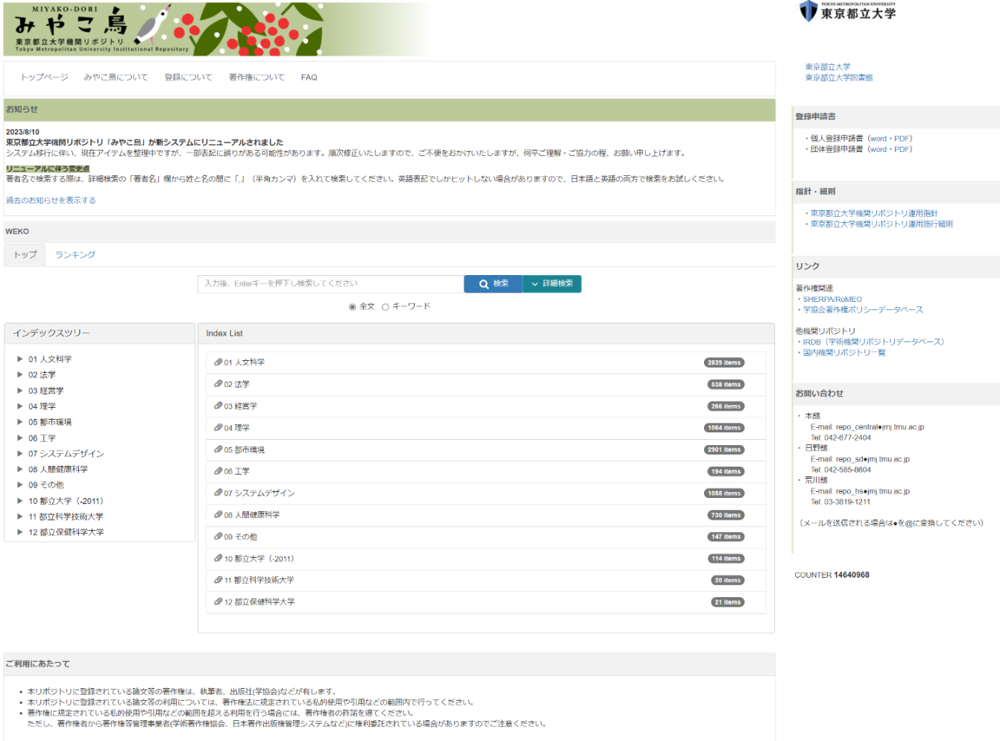 MIYAKO-DORI
みやこ鳥
東京都立大学機関リポジトリ
Tokyo Metropolitan University Institutional Repository
TOKYO METROPOLITAN UNIVERSITY
東京都立大学
東京都立大学
東京都立大学図書館
トップページ みやこ鳥について 登録について 著作権について FAQ
お知らせ
2023/8/10
東京都立大学機関リポジトリ「みやこ鳥」が新システムにリニューアルされました
システム移行に伴い、現在アイテムを整理中ですが、一部表記に誤りがある可能性があります。順次修正いたしますので、ご不便をおかけいたしますが、何卒ご理解・ご協力の程、お願い申し上げます。
リニューアルに伴う変更点
著者名で検索する際は、詳細検索の「著者名」欄から姓と名の間に「,」（半角カンマ）を入れて検索してください。英語表記でしかヒットしない場合がありますので、日本語と英語の両方で検索をお試しください。
過去のお知らせを表示する
WEKO
トップ ランキング
入力後、Enterキーを押下し検索してください 検索 詳細検索
全文 キーワード
インデックスツリー
01 人文科学
02 法学
03 経営学
04 理学
05 都市環境
06 工学
07 システムデザイン
08 人間健康科学
09 その他
10 都立大学（-2011）
11 都立科学技術大学
12 都立保健科学大学
Index List
01 人文科学 2839 items
02 法学 538 items
03 経営学 266 items
04 理学 1064 items
05 都市環境 2901 items
06 工学 194 items
07 システムデザイン 1055 items
08 人間健康科学 730 items
09 その他 147 items
10 都立大学（-2011） 114 items
11 都立科学技術大学 20 items
12 都立保健科学大学 21 items
ご利用にあたって
• 本リポジトリに登録されている論文等の著作権は、執筆者、出版社(学協会)などが有します。
• 本リポジトリに登録されている論文等の利用については、著作権法に規定されている私的使用や引用などの範囲内で行ってください。
• 著作権に規定されている私的使用や引用などの範囲を超える利用を行う場合には、著作権者の許諾を得てください。
ただし、著作権者から著作権等管理事業者(学術著作権協会、日本著作出版権管理システムなど)に権利委託されている場合がありますのでご注意ください。
登録申請書
・個人登録申請書（word・PDF）
・団体登録申請書（word・PDF）
指針・細則
・東京都立大学機関リポジトリ運用指針
・東京都立大学機関リポジトリ運用施行細則
リンク
著作権関連
・SHERPA/RoMEO
・学協会著作権ポリシーデータベース
他機関リポジトリ
・IRDB（学術機関リポジトリデータベース）
・国内機関リポジトリ一覧
お問い合わせ
・ 本館
E-mail: repo_central●jmj.tmu.ac.jp
Tel: 042-677-2404
・ 日野館
E-mail: repo_sd●jmj.tmu.ac.jp
Tel: 042-585-8604
・ 荒川館
E-mail: repo_hs●jmj.tmu.ac.jp
Tel: 03-3819-1211
（メールを送信される場合は●を@に変換してください）
COUNTER 14640968